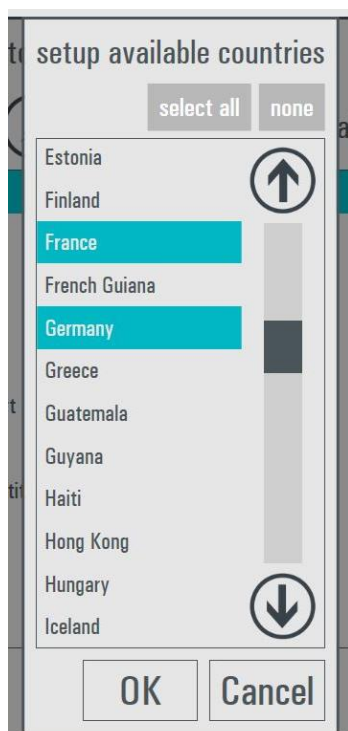 setup available countries
select all none
Estonia
Finland
France
French Guiana
Germany
Greece
Guatemala
Guyana
Haiti
Hong Kong
Hungary
Iceland
OK Cancel